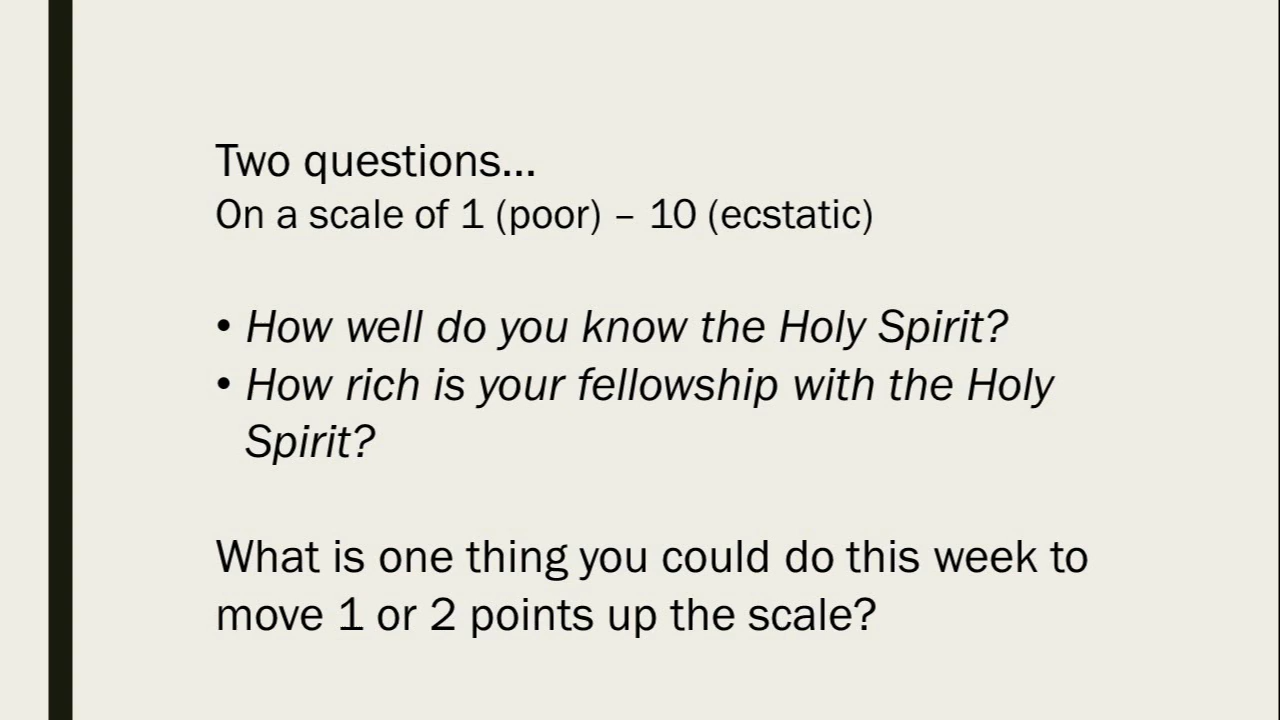 Two questions...
On a scale of 1 (poor) – 10 (ecstatic)
• How well do you know the Holy Spirit?
• How rich is your fellowship with the Holy
Spirit?
What is one thing you could do this week to
move 1 or 2 points up the scale?